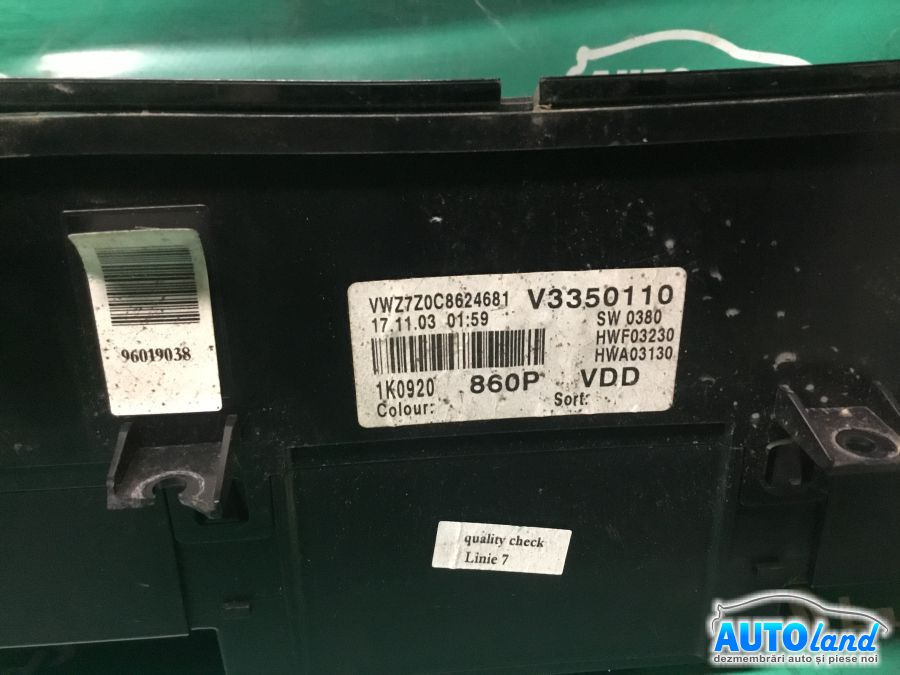 AUTO
96019038
VWZ7Z0C8624681 V3350110
17.11.03 01:59 SW 0380
HWF03230
HWA03130
1K0920 860P VDD
Colour: Sort:
quality check
Linie 7
AUTOland
dezmembrări auto și piese noi